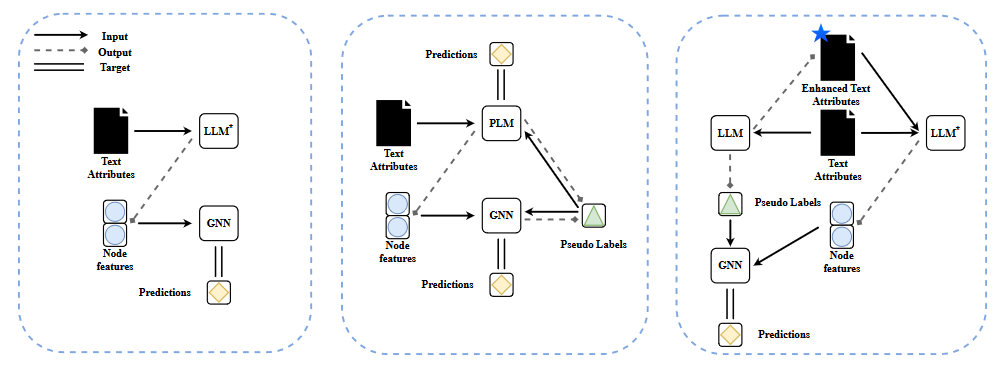 Input
Output
Target
LLM*
Text
Attributes
GNN
Node
features
Predictions
Predictions
PLM
Text
Attributes
GNN
Node
features
Pseudo Labels
Predictions
Enhanced Text
Attributes
LLM
LLM*
Text
Attributes
Pseudo Labels
Node
features
GNN
Predictions